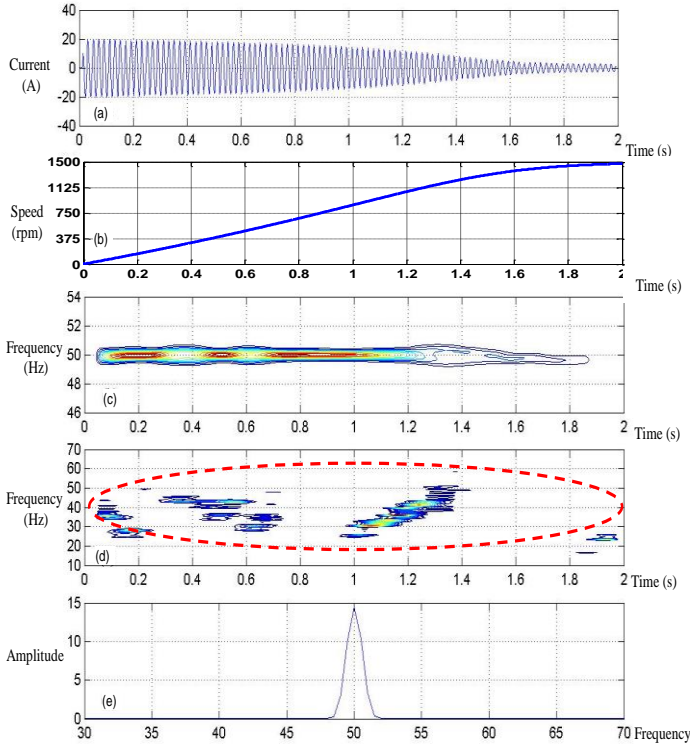 40
20
0
-20
-40
Current
(A)
(a)
0 0.2 0.4 0.6 0.8 1 1.2 1.4 1.6 1.8 2
Time (s)
1500
1125
750
375
0
Speed
(rpm)
(b)
0 0.2 0.4 0.6 0.8 1 1.2 1.4 1.6 1.8 2
Time (s)
54
52
50
48
46
Frequency
(Hz)
(c)
0 0.2 0.4 0.6 0.8 1 1.2 1.4 1.6 1.8 2
Time (s)
70
60
50
40
30
20
10
Frequency
(Hz)
(d)
0 0.2 0.4 0.6 0.8 1 1.2 1.4 1.6 1.8 2
Time (s)
15
10
5
0
Amplitude
(e)
30 35 40 45 50 55 60 65 70
Frequency